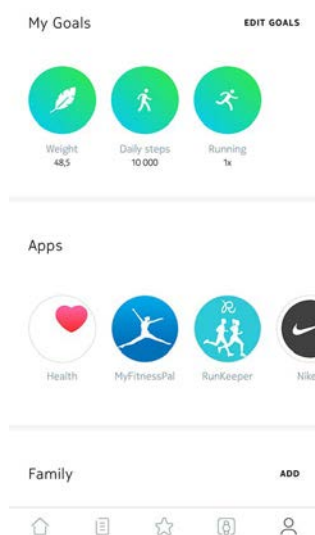 My Goals EDIT GOALS
Weight Daily steps Running
48,5 10 000 1x
Apps
Health MyFitnessPal RunKeeper Nike
Family ADD